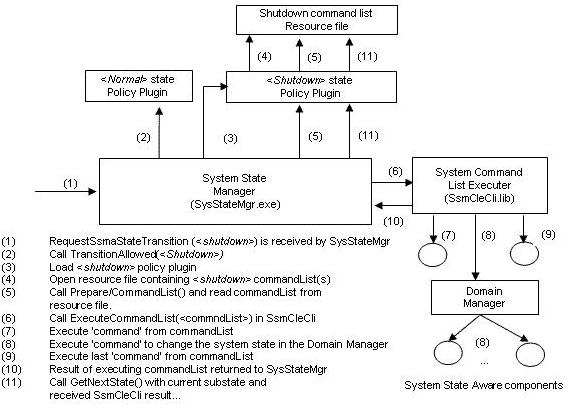 Shutdown command list
Resource file
(4)
(5)
(11)
<Normal> state
Policy Plugin
<Shutdown> state
Policy Plugin
(2)
(3)
(5)
(11)
(1)
System State
Manager
(SysStateMgr.exe)
(6)
(10)
System Command
List Executer
(SsmCleCli.lib)
(7)
(8)
(9)
Domain
Manager
(8)
...
System State Aware components
(1) RequestSsmaStateTransition (<shutdown>) is received by SysStateMgr
(2) Call TransitionAllowed(<Shutdown>)
(3) Load <shutdown> policy plugin
(4) Open resource file containing <shutdown> commandList(s)
(5) Call Prepare/CommandList() and read commandList from
resource file.
(6) Call ExecuteCommandList(<commndList>) in SsmCleCli
(7) Execute 'command' from commndList
(8) Execute 'command' to change the system state in the Domain Manager
(9) Execute last 'command' from commandList
(10) Result of executing commandList returned to SysStateMgr
(11) Call GetNextState() with current substate and
received SsmCleCli result...